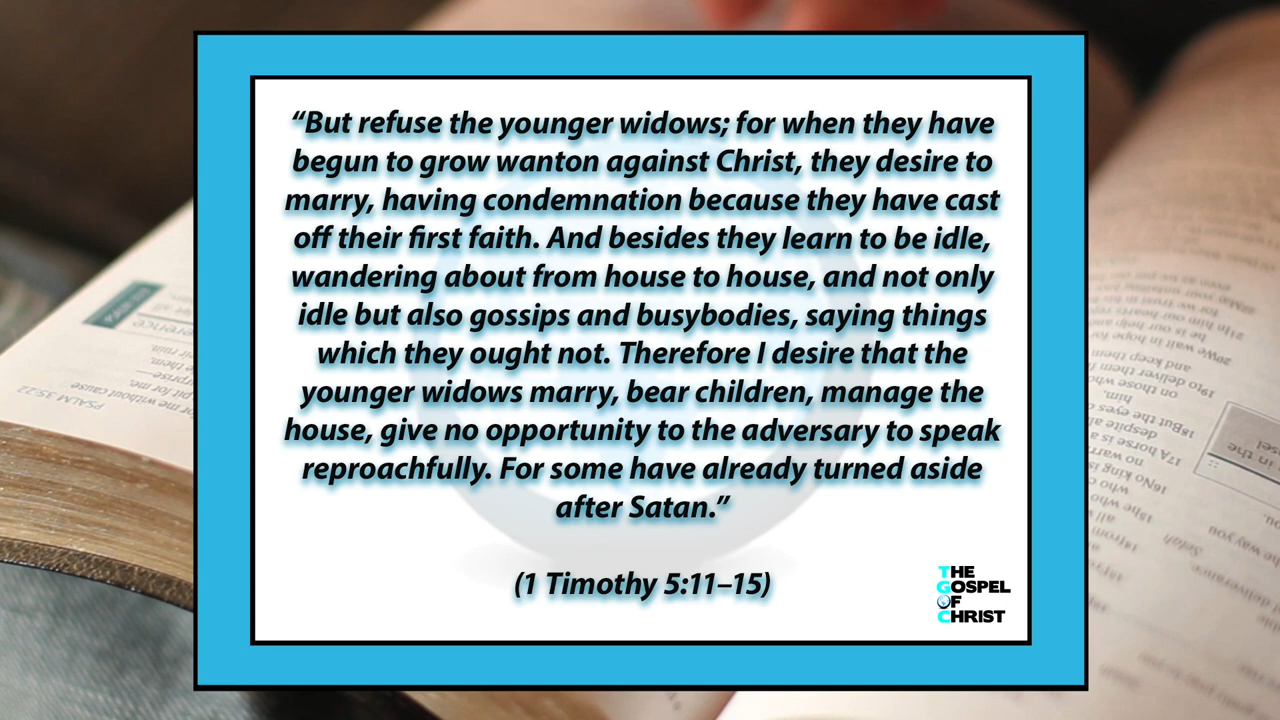 “But refuse the younger widows; for when they have
begun to grow wanton against Christ, they desire to
marry, having condemnation because they have cast
off their first faith. And besides they learn to be idle,
wandering about from house to house, and not only
idle but also gossips and busybodies, saying things
which they ought not. Therefore I desire that the
younger widows marry, bear children, manage the
house, give no opportunity to the adversary to speak
reproachfully. For some have already turned aside
after Satan.”
(1 Timothy 5:11–15)
THE
GOSPEL
OF
CHRIST
PSALM 35:22